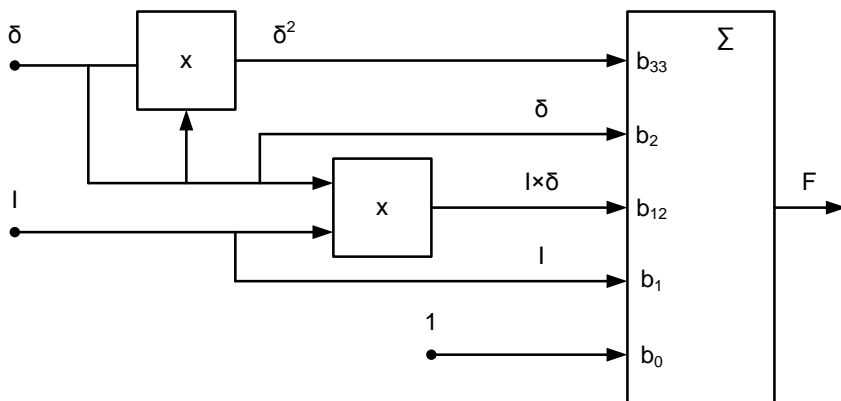 δ
x
δ²
Σ
b₃₃
δ
b₂
I
x
I×δ
b₁₂
F
I
b₁
1
b₀